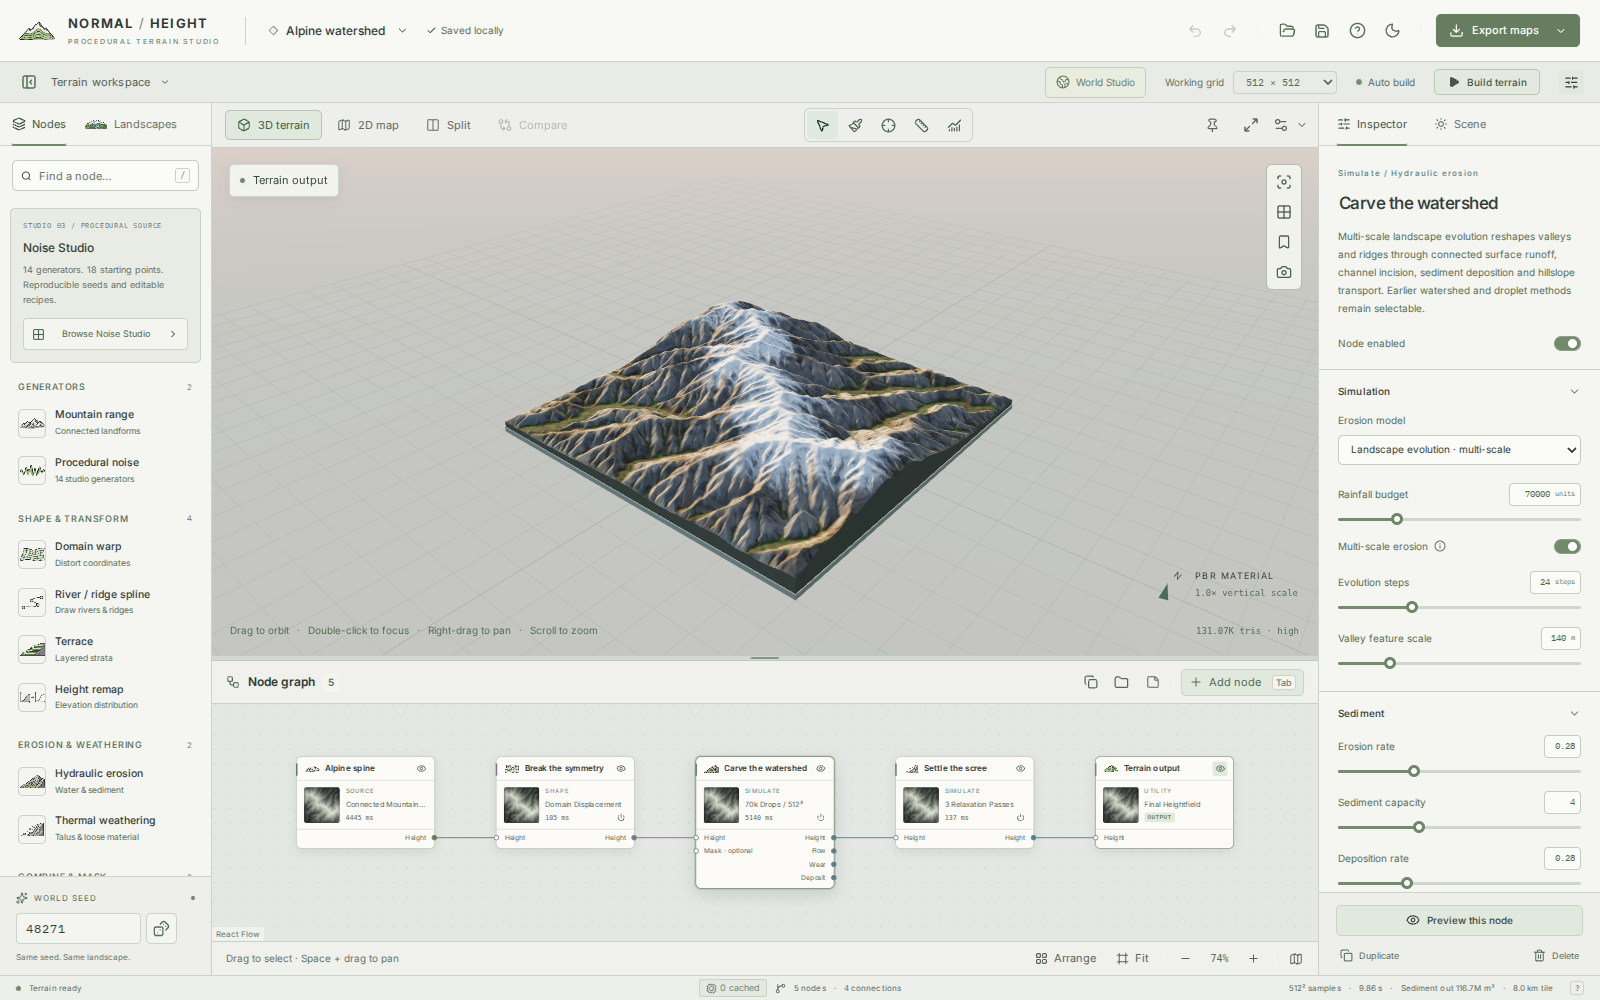 NORMAL / HEIGHT
PROCEDURAL TERRAIN STUDIO
Alpine watershed
Saved locally
Export maps
Terrain workspace
World Studio
Working grid
512 × 512
Auto build
Build terrain
Nodes
Landscapes
3D terrain
2D map
Split
Compare
Inspector
Scene
Find a node...
/
STUDIO 03 / PROCEDURAL SOURCE
Noise Studio
14 generators. 18 starting points.
Reproducible seeds and editable
recipes.
Browse Noise Studio
GENERATORS 2
Mountain range
Connected landforms
Procedural noise
14 studio generators
SHAPE & TRANSFORM 4
Domain warp
Distort coordinates
River / ridge spline
Draw rivers & ridges
Terrace
Layered strata
Height remap
Elevation distribution
EROSION & WEATHERING 2
Hydraulic erosion
Water & sediment
Thermal weathering
Talus & loose material
WORLD SEED
48271
Same seed. Same landscape.
Terrain output
N
PBR MATERIAL
1.0× vertical scale
Drag to orbit · Double-click to focus · Right-drag to pan · Scroll to zoom
131.07K tris · high
Node graph 5
Add node Tab
Alpine spine
SOURCE
Connected Mountain...
4445 ms
Height
Break the symmetry
SHAPE
Domain Displacement
105 ms
Height Height
Carve the watershed
SIMULATE
70k Drops / 512²
5140 ms
Height Height
Mask · optional Flow
Wear
Deposit
Settle the scree
SIMULATE
3 Relaxation Passes
137 ms
Height Height
Terrain output
UTILITY
Final Heightfield
OUTPUT
Height
React Flow
Drag to select · Space + drag to pan
Arrange
Fit
74%
Simulate / Hydraulic erosion
Carve the watershed
Multi-scale landscape evolution reshapes valleys
and ridges through connected surface runoff,
channel incision, sediment deposition and hillslope
transport. Earlier watershed and droplet methods
remain selectable.
Node enabled
Simulation
Erosion model
Landscape evolution · multi-scale
Rainfall budget 70000 units
Multi-scale erosion
Evolution steps 24 steps
Valley feature scale 140 m
Sediment
Erosion rate 0.28
Sediment capacity 4
Deposition rate 0.28
Preview this node
Duplicate
Delete
Terrain ready
0 cached
5 nodes · 4 connections
512² samples · 9.86 s · Sediment out 116.7M m³ · 8.0 km tile
?